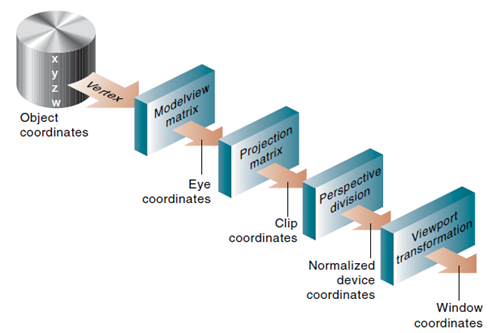 x
y
z
w
Vertex
Object
coordinates
Modelview
matrix
Eye
coordinates
Projection
matrix
Clip
coordinates
Perspective
division
Normalized
device
coordinates
Viewport
transformation
Window
coordinates